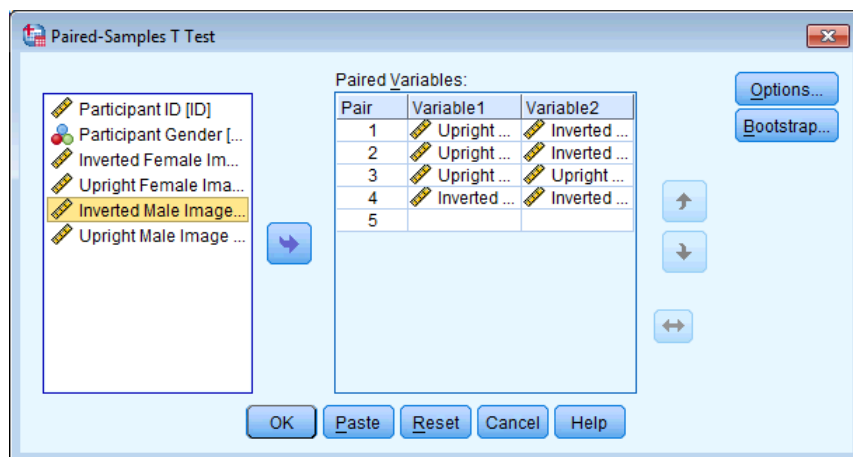 Paired-Samples T Test
Paired Variables:
Participant ID [ID]
Participant Gender [...
Inverted Female Im...
Upright Female Ima...
Inverted Male Image...
Upright Male Image ...
Pair Variable1 Variable2
1 Upright ... Inverted ...
2 Upright ... Inverted ...
3 Upright ... Upright ...
4 Inverted ... Inverted ...
5
Options...
Bootstrap...
OK Paste Reset Cancel Help